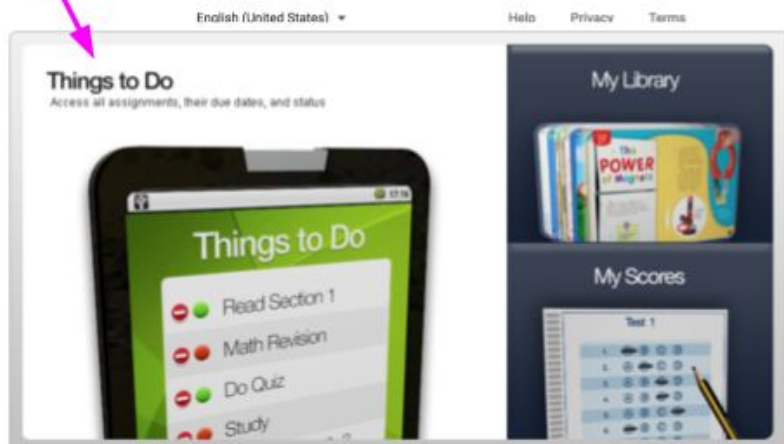 English (United States)
Help Privacy Terms
Things to Do
Access all assignments, their due dates, and status
17:16
Things to Do
Read Section 1
Math Revision
Do Quiz
Study
My Library
The
POWER
of Magnets
My Scores
Test 1